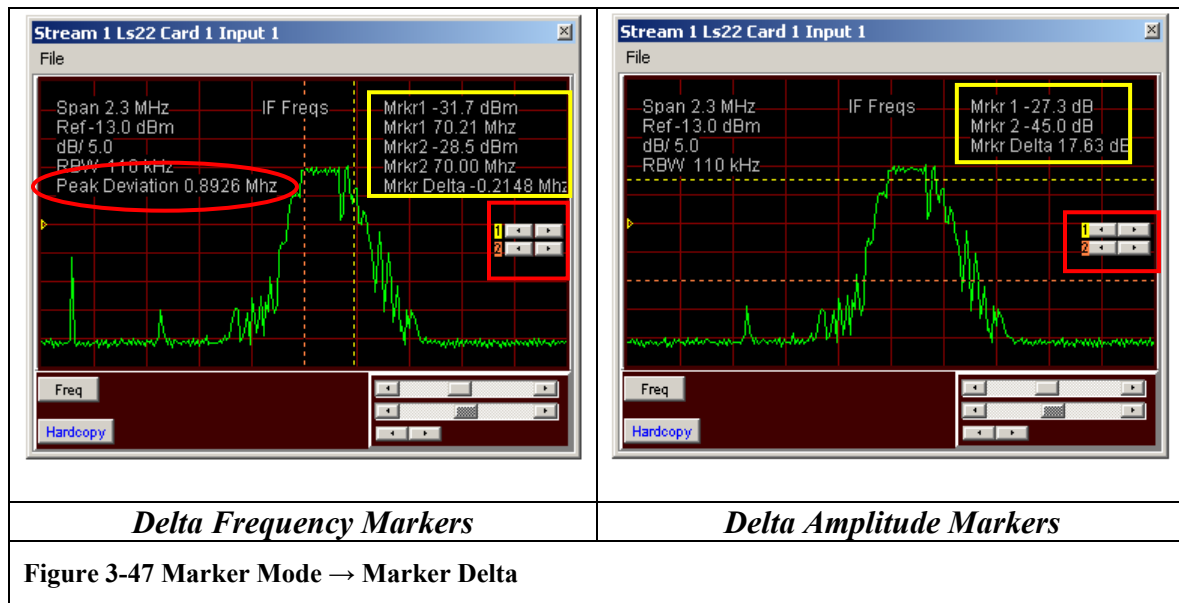 Stream 1 Ls22 Card 1 Input 1
File
Span 2.3 MHz
Ref-13.0 dBm
dB/ 5.0
RBW 110 kHz
Peak Deviation 0.8926 Mhz
IF Freqs
Mrkr1 -31.7 dBm
Mrkr1 70.21 Mhz
Mrkr2 -28.5 dBm
Mrkr2 70.00 Mhz
Mrkr Delta -0.2148 Mhz
1
2
Freq
Hardcopy
Stream 1 Ls22 Card 1 Input 1
File
Span 2.3 MHz
Ref-13.0 dBm
dB/ 5.0
RBW 110 kHz
IF Freqs
Mrkr 1 -27.3 dB
Mrkr 2 -45.0 dB
Mrkr Delta 17.63 dB
1
2
Freq
Hardcopy
Delta Frequency Markers
Delta Amplitude Markers
Figure 3-47 Marker Mode → Marker Delta